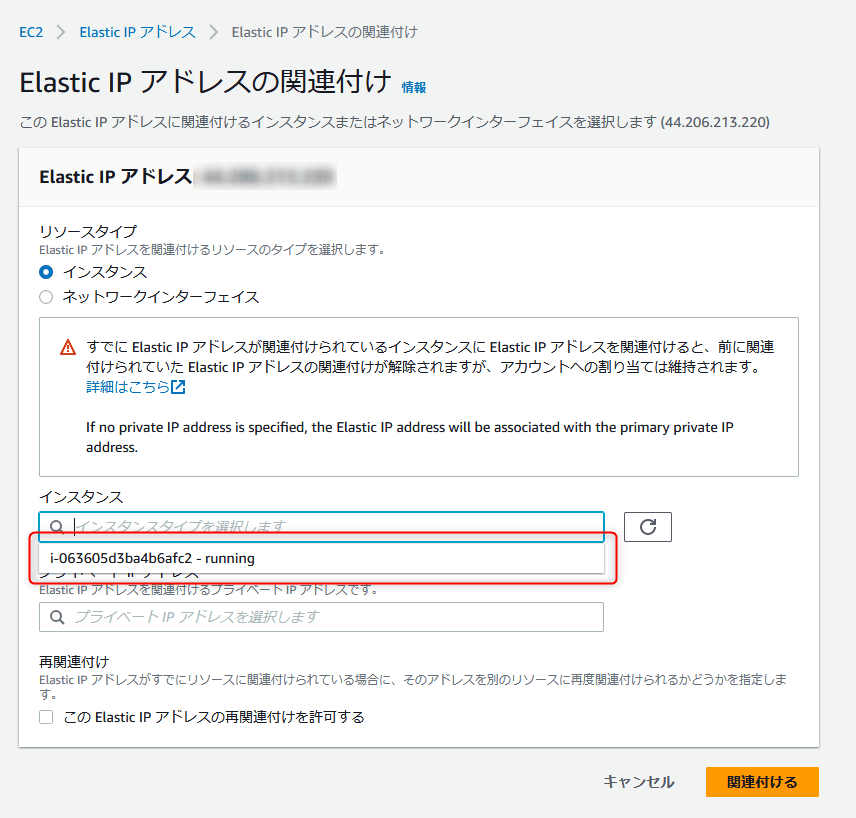 EC2 > Elastic IP アドレス > Elastic IP アドレスの関連付け
Elastic IP アドレスの関連付け 情報
この Elastic IP アドレスに関連付けるインスタンスまたはネットワークインターフェイスを選択します (44.206.213.220)
Elastic IP アドレス
リソースタイプ
Elastic IP アドレスを関連付けるリソースのタイプを選択します。
インスタンス
ネットワークインターフェイス
すでに Elastic IP アドレスが関連付けられているインスタンスに Elastic IP アドレスを関連付けると、前に関連
付けられていた Elastic IP アドレスの関連付けが解除されますが、アカウントへの割り当ては維持されます。
詳細はこちら
If no private IP address is specified, the Elastic IP address will be associated with the primary private IP
address.
インスタンス
インスタンスタイプを選択します
i-063605d3ba4b6afc2 - running
プライベート IP アドレス
Elastic IP アドレスを関連付けるプライベート IP アドレスです。
プライベート IP アドレスを選択します
再関連付け
Elastic IP アドレスがすでにリソースに関連付けられている場合に、そのアドレスを別のリソースに再度関連付けられるかどうかを指定しま
す。
この Elastic IP アドレスの再関連付けを許可する
キャンセル
関連付ける